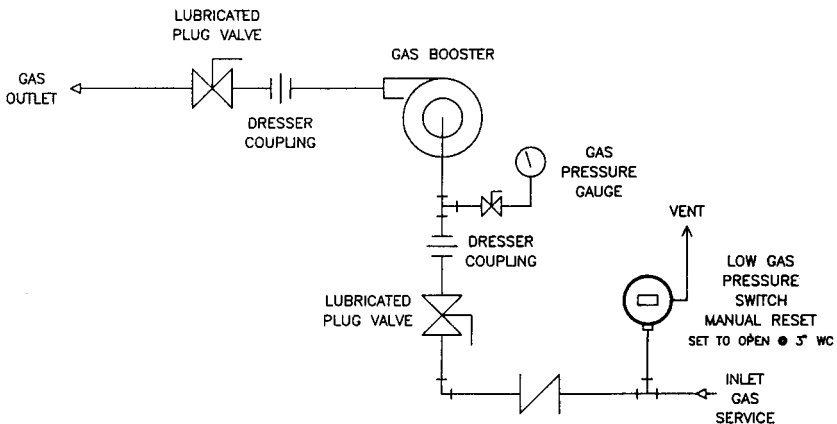 LUBRICATED
PLUG VALVE
GAS BOOSTER
GAS
OUTLET
DRESSER
COUPLING
GAS
PRESSURE
GAUGE
VENT
DRESSER
COUPLING
LOW GAS
PRESSURE
SWITCH
MANUAL RESET
SET TO OPEN @ 3" WC
LUBRICATED
PLUG VALVE
INLET
GAS
SERVICE